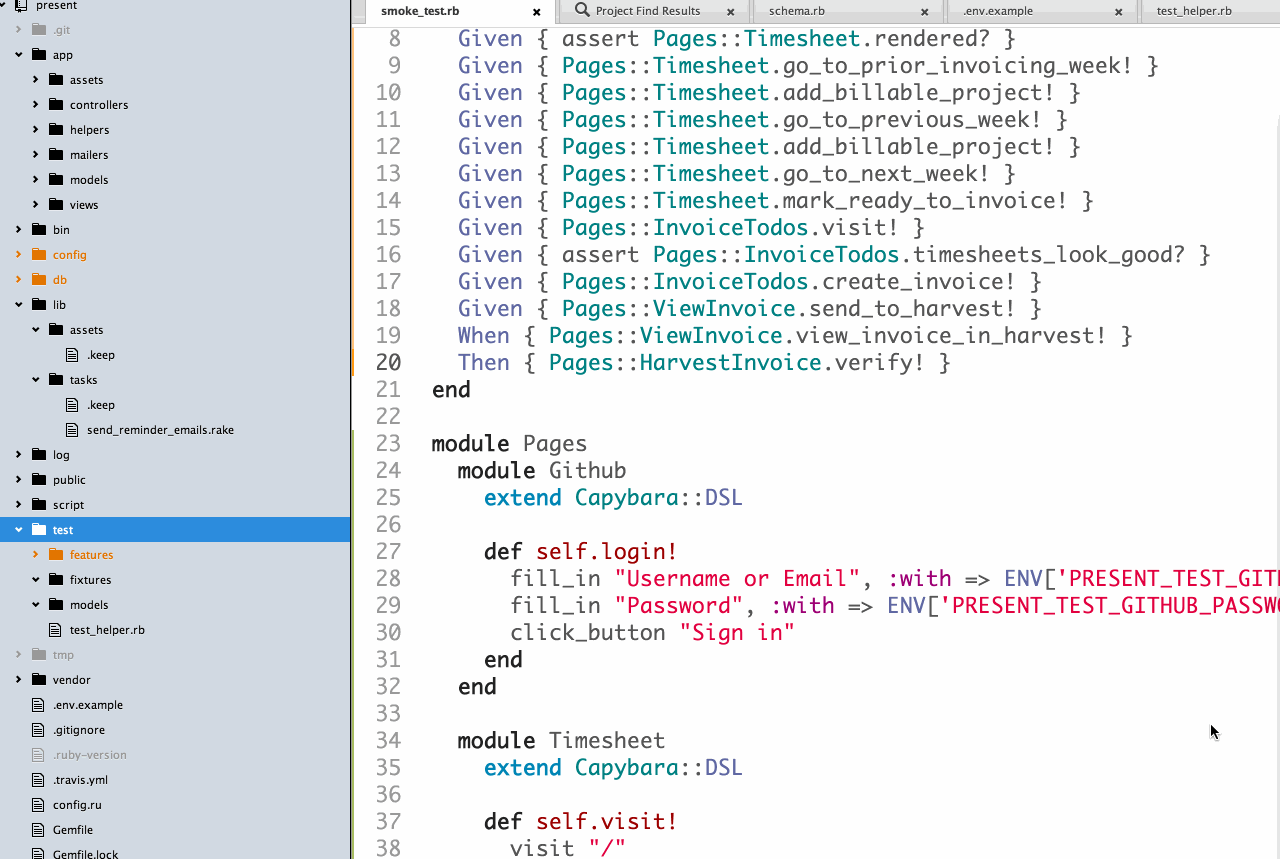 present
.git
app
assets
controllers
helpers
mailers
models
views
bin
config
db
lib
assets
.keep
tasks
.keep
send_reminder_emails.rake
log
public
script
test
features
fixtures
models
test_helper.rb
tmp
vendor
.env.example
.gitignore
.ruby-version
.travis.yml
config.ru
Gemfile
Gemfile.lock
smoke_test.rb × Project Find Results × schema.rb × .env.example × test_helper.rb
8 Given { assert Pages::Timesheet.rendered? }
9 Given { Pages::Timesheet.go_to_prior_invoicing_week! }
10 Given { Pages::Timesheet.add_billable_project! }
11 Given { Pages::Timesheet.go_to_previous_week! }
12 Given { Pages::Timesheet.add_billable_project! }
13 Given { Pages::Timesheet.go_to_next_week! }
14 Given { Pages::Timesheet.mark_ready_to_invoice! }
15 Given { Pages::InvoiceTodos.visit! }
16 Given { assert Pages::InvoiceTodos.timesheets_look_good? }
17 Given { Pages::InvoiceTodos.create_invoice! }
18 Given { Pages::ViewInvoice.send_to_harvest! }
19 When { Pages::ViewInvoice.view_invoice_in_harvest! }
20 Then { Pages::HarvestInvoice.verify! }
21 end
22
23 module Pages
24 module Github
25 extend Capybara::DSL
26
27 def self.login!
28 fill_in "Username or Email", :with => ENV['PRESENT_TEST_GITH
29 fill_in "Password", :with => ENV['PRESENT_TEST_GITHUB_PASSWO
30 click_button "Sign in"
31 end
32 end
33
34 module Timesheet
35 extend Capybara::DSL
36
37 def self.visit!
38 visit "/"